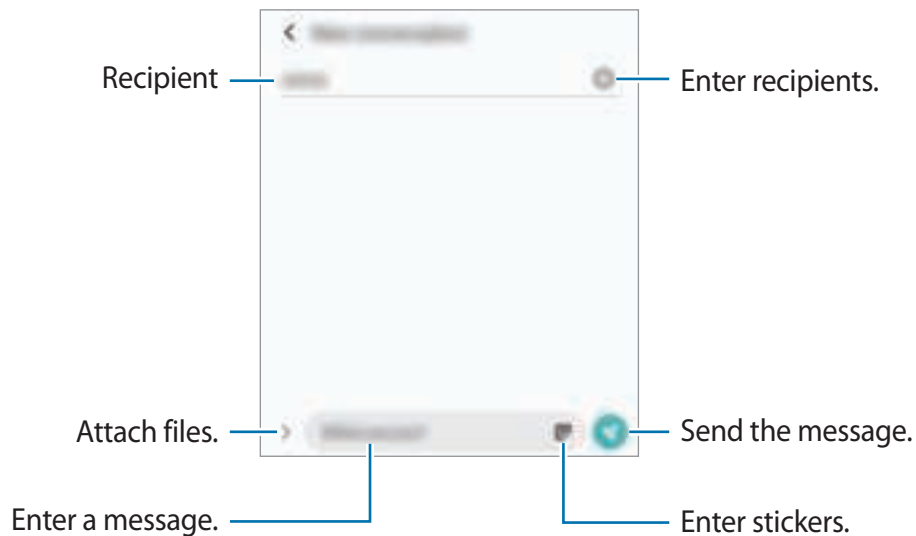 Recipient
Enter recipients.
Attach files.
Send the message.
Enter a message.
Enter stickers.